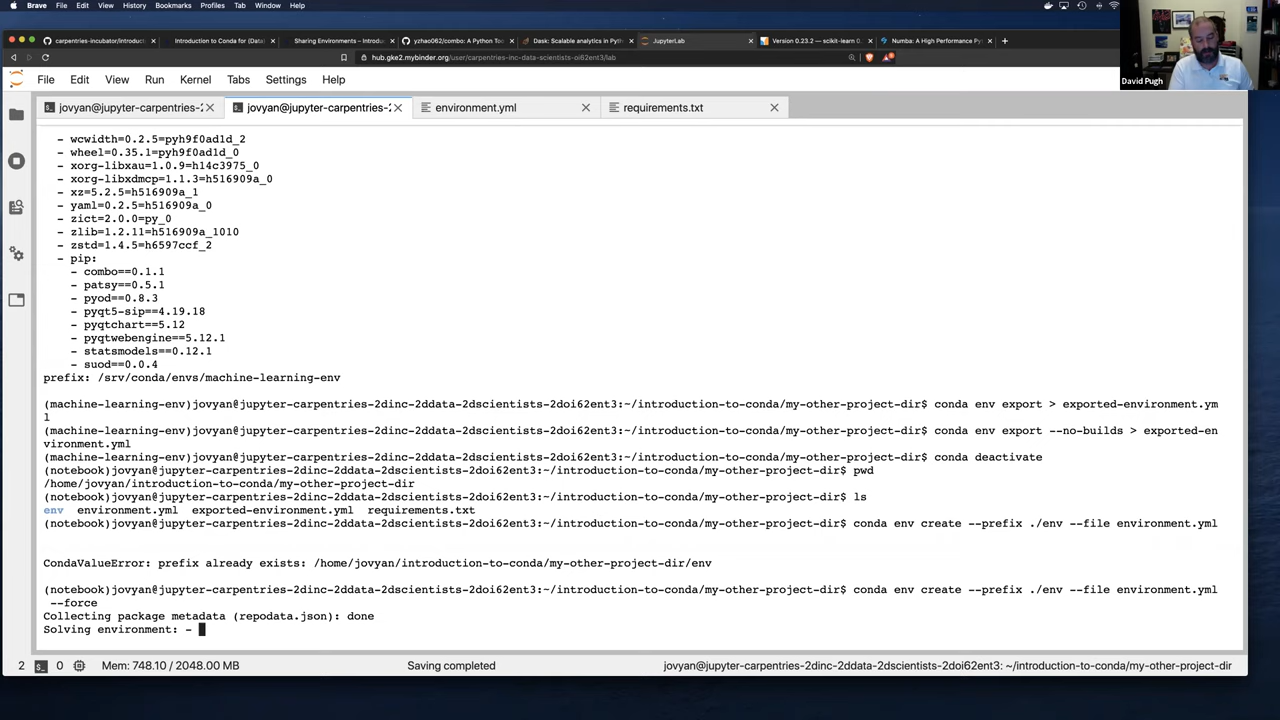 Brave File Edit View History Bookmarks Profiles Tab Window Help
carpentries-incubator/introduct Introduction to Conda for (Data) Sharing Environments – Introdu yzhao062/combo: A Python Too Dask: Scalable analytics in Pyth JupyterLab Version 0.23.2 — scikit-learn 0. Numba: A High Performance Py
hub.gke2.mybinder.org/user/carpentries-inc-data-scientists-oi62ent3/lab
David Pugh
File Edit View Run Kernel Tabs Settings Help
jovyan@jupyter-carpentries-2 jovyan@jupyter-carpentries-2 environment.yml requirements.txt
- wcwidth=0.2.5=pyh9f0ad1d_2
- wheel=0.35.1=pyh9f0ad1d_0
- xorg-libxau=1.0.9=h14c3975_0
- xorg-libxdmcp=1.1.3=h516909a_0
- xz=5.2.5=h516909a_1
- yaml=0.2.5=h516909a_0
- zict=2.0.0=py_0
- zlib=1.2.11=h516909a_1010
- zstd=1.4.5=h6597ccf_2
- pip:
- combo==0.1.1
- patsy==0.5.1
- pyod==0.8.3
- pyqt5-sip==4.19.18
- pyqtchart==5.12
- pyqtwebengine==5.12.1
- statsmodels==0.12.1
- suod==0.0.4
prefix: /srv/conda/envs/machine-learning-env
(machine-learning-env)jovyan@jupyter-carpentries-2dinc-2ddata-2dscientists-2doi62ent3:~/introduction-to-conda/my-other-project-dir$ conda env export > exported-environment.ym
l
(machine-learning-env)jovyan@jupyter-carpentries-2dinc-2ddata-2dscientists-2doi62ent3:~/introduction-to-conda/my-other-project-dir$ conda env export --no-builds > exported-en
vironment.yml
(machine-learning-env)jovyan@jupyter-carpentries-2dinc-2ddata-2dscientists-2doi62ent3:~/introduction-to-conda/my-other-project-dir$ conda deactivate
(notebook)jovyan@jupyter-carpentries-2dinc-2ddata-2dscientists-2doi62ent3:~/introduction-to-conda/my-other-project-dir$ pwd
/home/jovyan/introduction-to-conda/my-other-project-dir
(notebook)jovyan@jupyter-carpentries-2dinc-2ddata-2dscientists-2doi62ent3:~/introduction-to-conda/my-other-project-dir$ ls
env environment.yml exported-environment.yml requirements.txt
(notebook)jovyan@jupyter-carpentries-2dinc-2ddata-2dscientists-2doi62ent3:~/introduction-to-conda/my-other-project-dir$ conda env create --prefix ./env --file environment.yml
CondaValueError: prefix already exists: /home/jovyan/introduction-to-conda/my-other-project-dir/env
(notebook)jovyan@jupyter-carpentries-2dinc-2ddata-2dscientists-2doi62ent3:~/introduction-to-conda/my-other-project-dir$ conda env create --prefix ./env --file environment.yml
--force
Collecting package metadata (repodata.json): done
Solving environment: -
2 0 Mem: 748.10 / 2048.00 MB Saving completed jovyan@jupyter-carpentries-2dinc-2ddata-2dscientists-2doi62ent3: ~/introduction-to-conda/my-other-project-dir